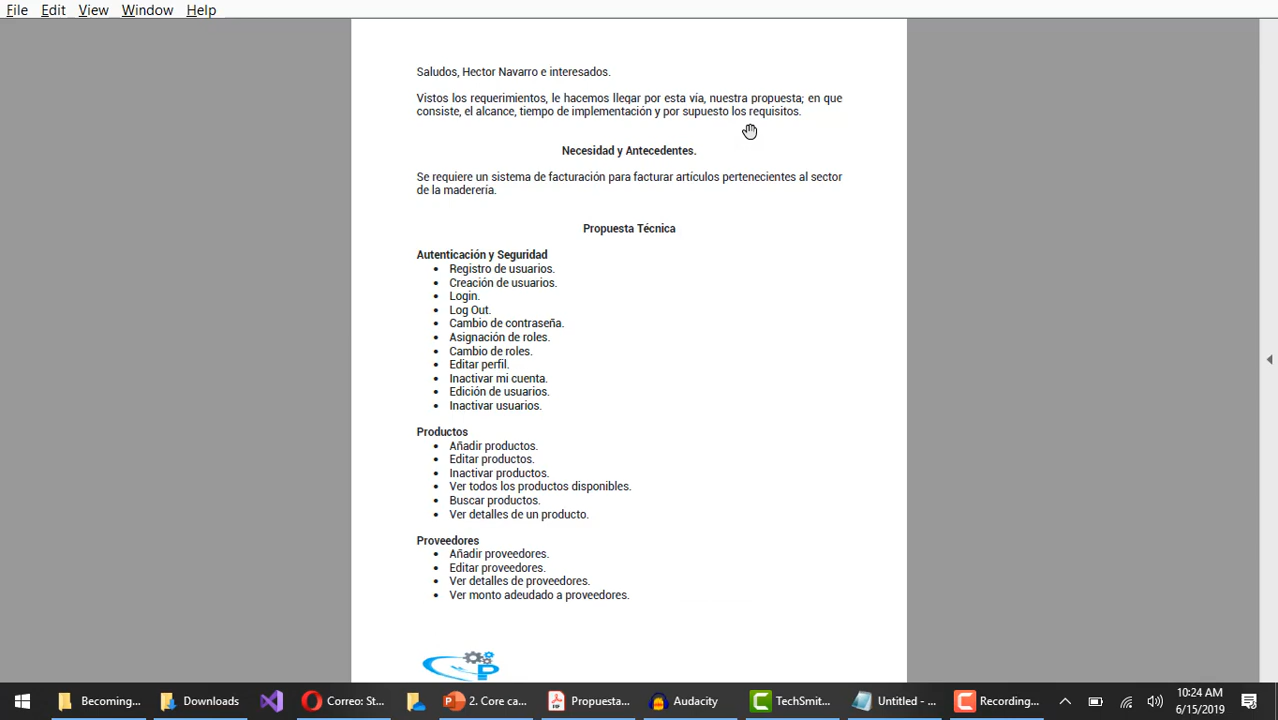 File Edit View Window Help
Saludos, Hector Navarro e interesados.
Vistos los requerimientos, le hacemos llegar por esta vía, nuestra propuesta; en que
consiste, el alcance, tiempo de implementación y por supuesto los requisitos.
Necesidad y Antecedentes.
Se requiere un sistema de facturación para facturar artículos pertenecientes al sector
de la maderería.
Propuesta Técnica
Autenticación y Seguridad
• Registro de usuarios.
• Creación de usuarios.
• Login.
• Log Out.
• Cambio de contraseña.
• Asignación de roles.
• Cambio de roles.
• Editar perfil.
• Inactivar mi cuenta.
• Edición de usuarios.
• Inactivar usuarios.
Productos
• Añadir productos.
• Editar productos.
• Inactivar productos.
• Ver todos los productos disponibles.
• Buscar productos.
• Ver detalles de un producto.
Proveedores
• Añadir proveedores.
• Editar proveedores.
• Ver detalles de proveedores.
• Ver monto adeudado a proveedores.
Becoming... Downloads Correo: St... 2. Core ca... Propuesta... Audacity TechSmit... Untitled - ... Recording... 10:24 AM
6/15/2019